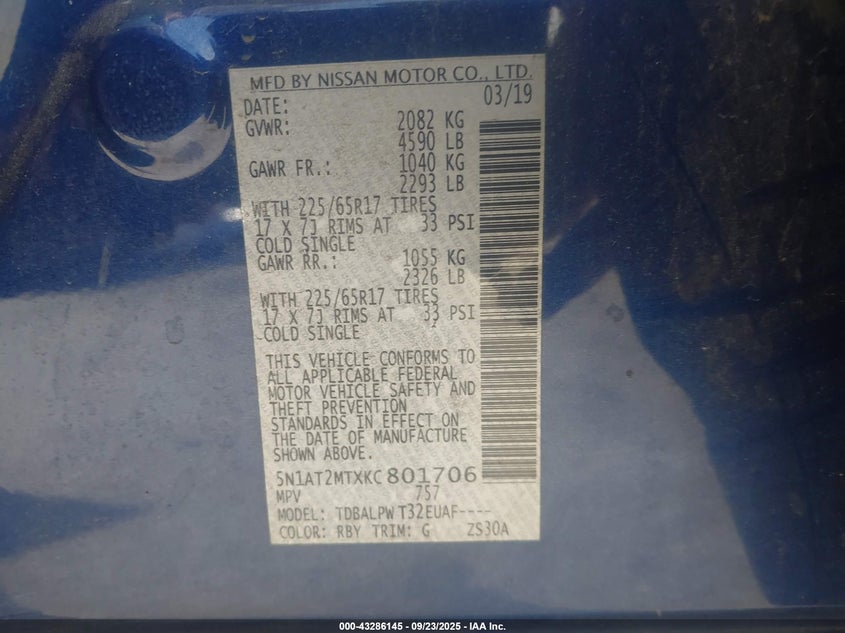 MFD BY NISSAN MOTOR CO., LTD.
DATE: 03/19
GVWR: 2082 KG
4590 LB
GAWR FR.: 1040 KG
2293 LB
WITH 225/65R17 TIRES
17 X 7J RIMS AT 33 PSI
COLD SINGLE
GAWR RR.: 1055 KG
2326 LB
WITH 225/65R17 TIRES
17 X 7J RIMS AT 33 PSI
COLD SINGLE
THIS VEHICLE CONFORMS TO
ALL APPLICABLE FEDERAL
MOTOR VEHICLE SAFETY AND
THEFT PREVENTION
STANDARDS IN EFFECT ON
THE DATE OF MANUFACTURE
SHOWN ABOVE.
5N1AT2MTXKC801706
MPV 757
MODEL: TDBALPWT32EUAF----
COLOR: RBY TRIM: G ZS30A
000-43286145 - 09/23/2025 - IAA Inc.